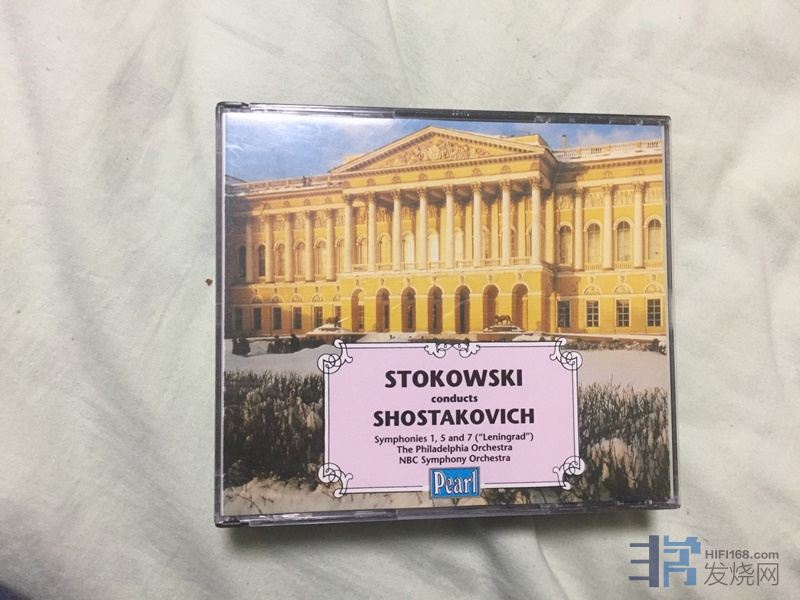 STOKOWSKI
conducts
SHOSTAKOVICH
Symphonies 1, 5 and 7 ("Leningrad")
The Philadelphia Orchestra
NBC Symphony Orchestra
Pearl
HIFI168.com
发烧网